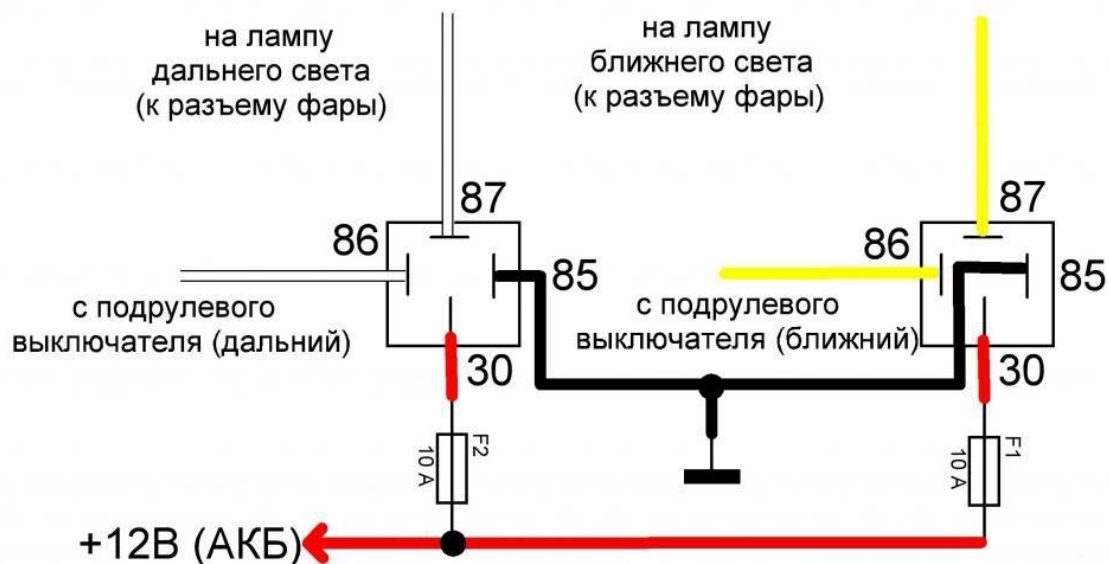 на лампу
дальнего света
(к разъему фары)
на лампу
ближнего света
(к разъему фары)
87
86
85
30
с подрулевого
выключателя (дальний)
87
86
85
30
с подрулевого
выключателя (ближний)
F2
10 A
F1
10 A
+12В (АКБ)